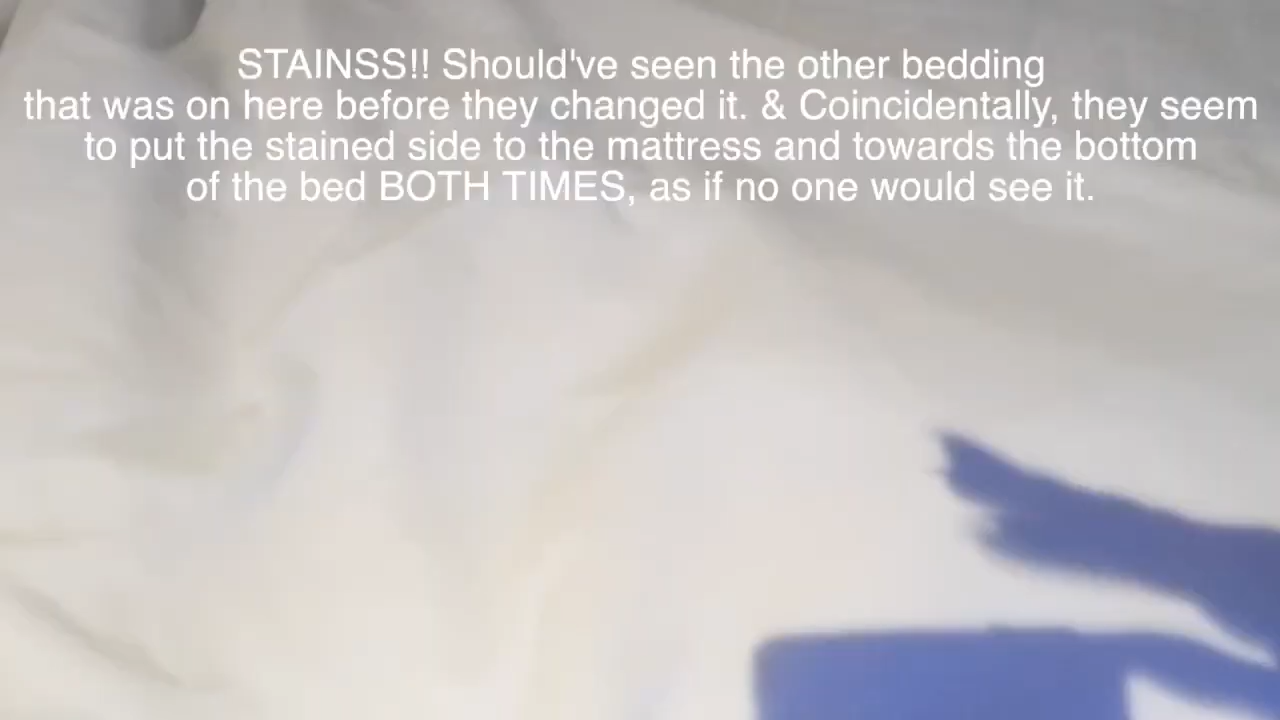 STAINSS!! Should've seen the other bedding
that was on here before they changed it. & Coincidentally, they seem
to put the stained side to the mattress and towards the bottom
of the bed BOTH TIMES, as if no one would see it.